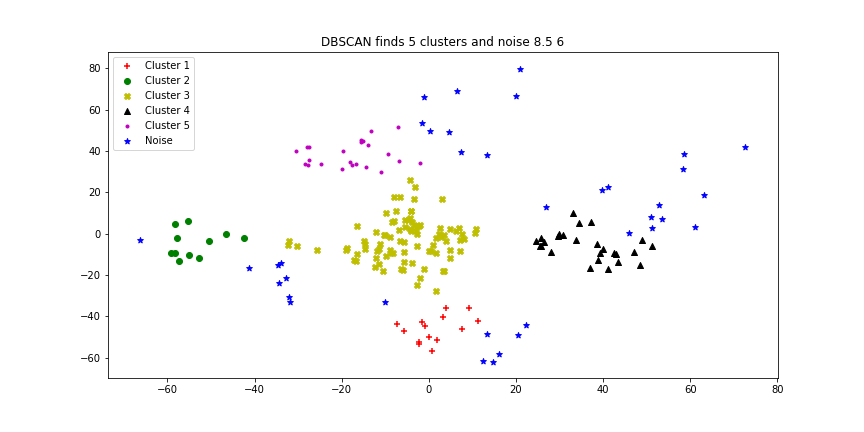 DBSCAN finds 5 clusters and noise 8.5 6
Cluster 1
Cluster 2
Cluster 3
Cluster 4
Cluster 5
Noise
80
60
40
20
0
−20
−40
−60
−60 −40 −20 0 20 40 60 80